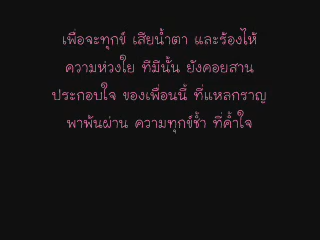 เพื่อจะทุกข์ เสียน้ำตา และร้องไห้
ความห่วงใย ที่มีนั้น ยังคอยสาน
ประกอบใจ ของเพื่อนนี้ ที่แหลกราญ
พาพ้นผ่าน ความทุกข์ช้ำ ที่ค้ำใจ